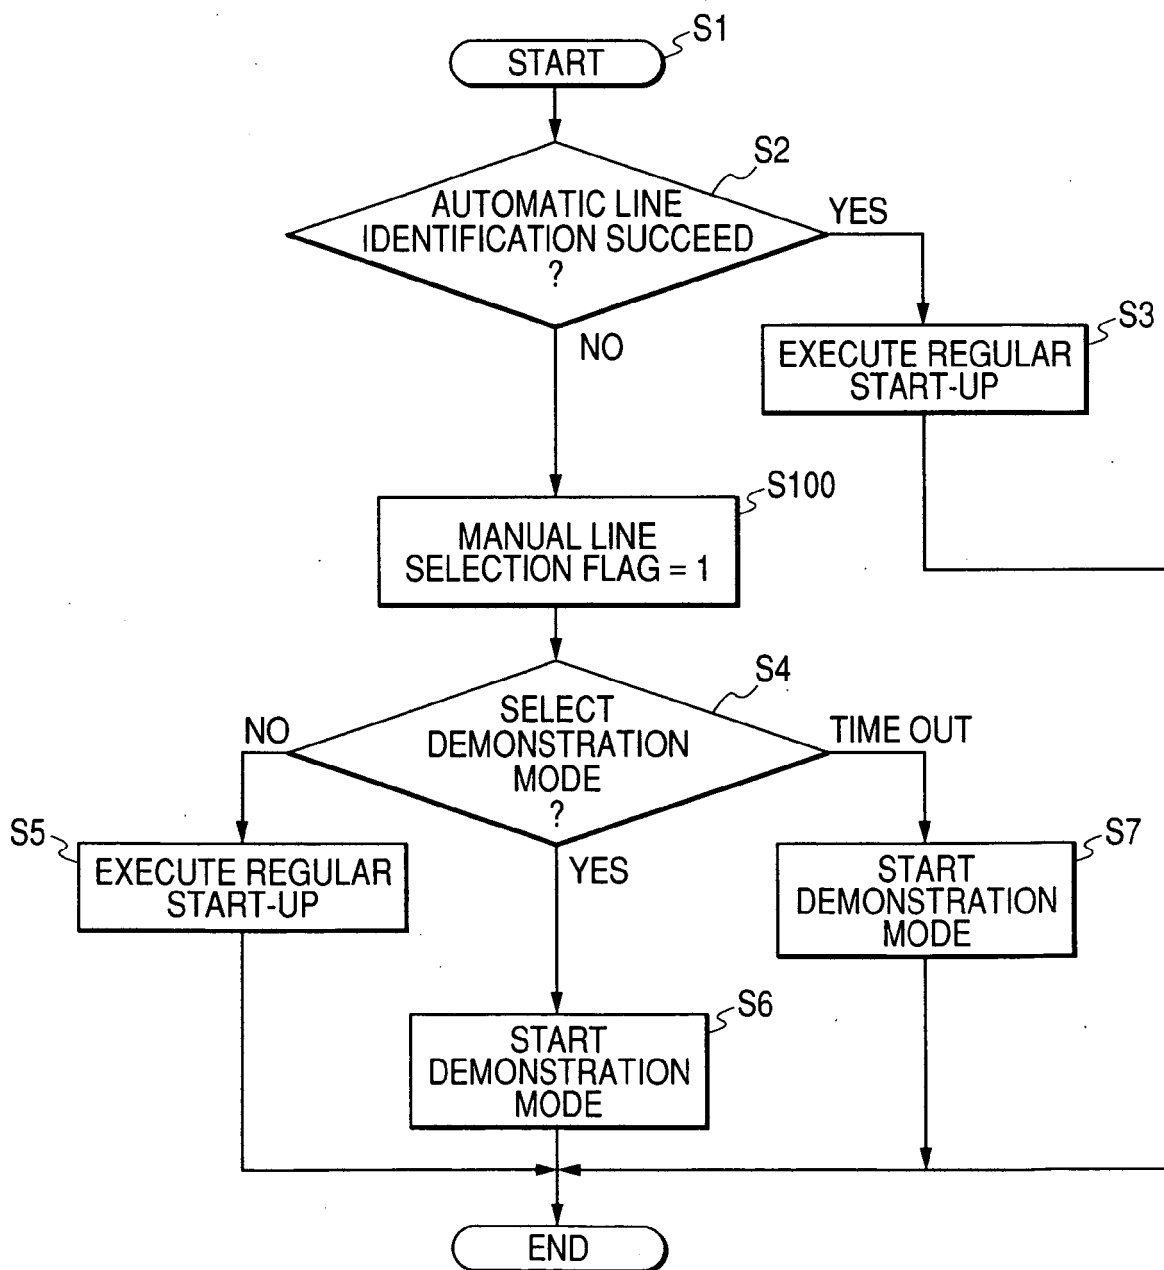 S1
START
S2
AUTOMATIC LINE
IDENTIFICATION SUCCEED
?
YES
NO
S3
EXECUTE REGULAR
START-UP
S100
MANUAL LINE
SELECTION FLAG = 1
S4
SELECT
DEMONSTRATION
MODE
?
NO
TIME OUT
YES
S5
EXECUTE REGULAR
START-UP
S7
START
DEMONSTRATION
MODE
S6
START
DEMONSTRATION
MODE
END